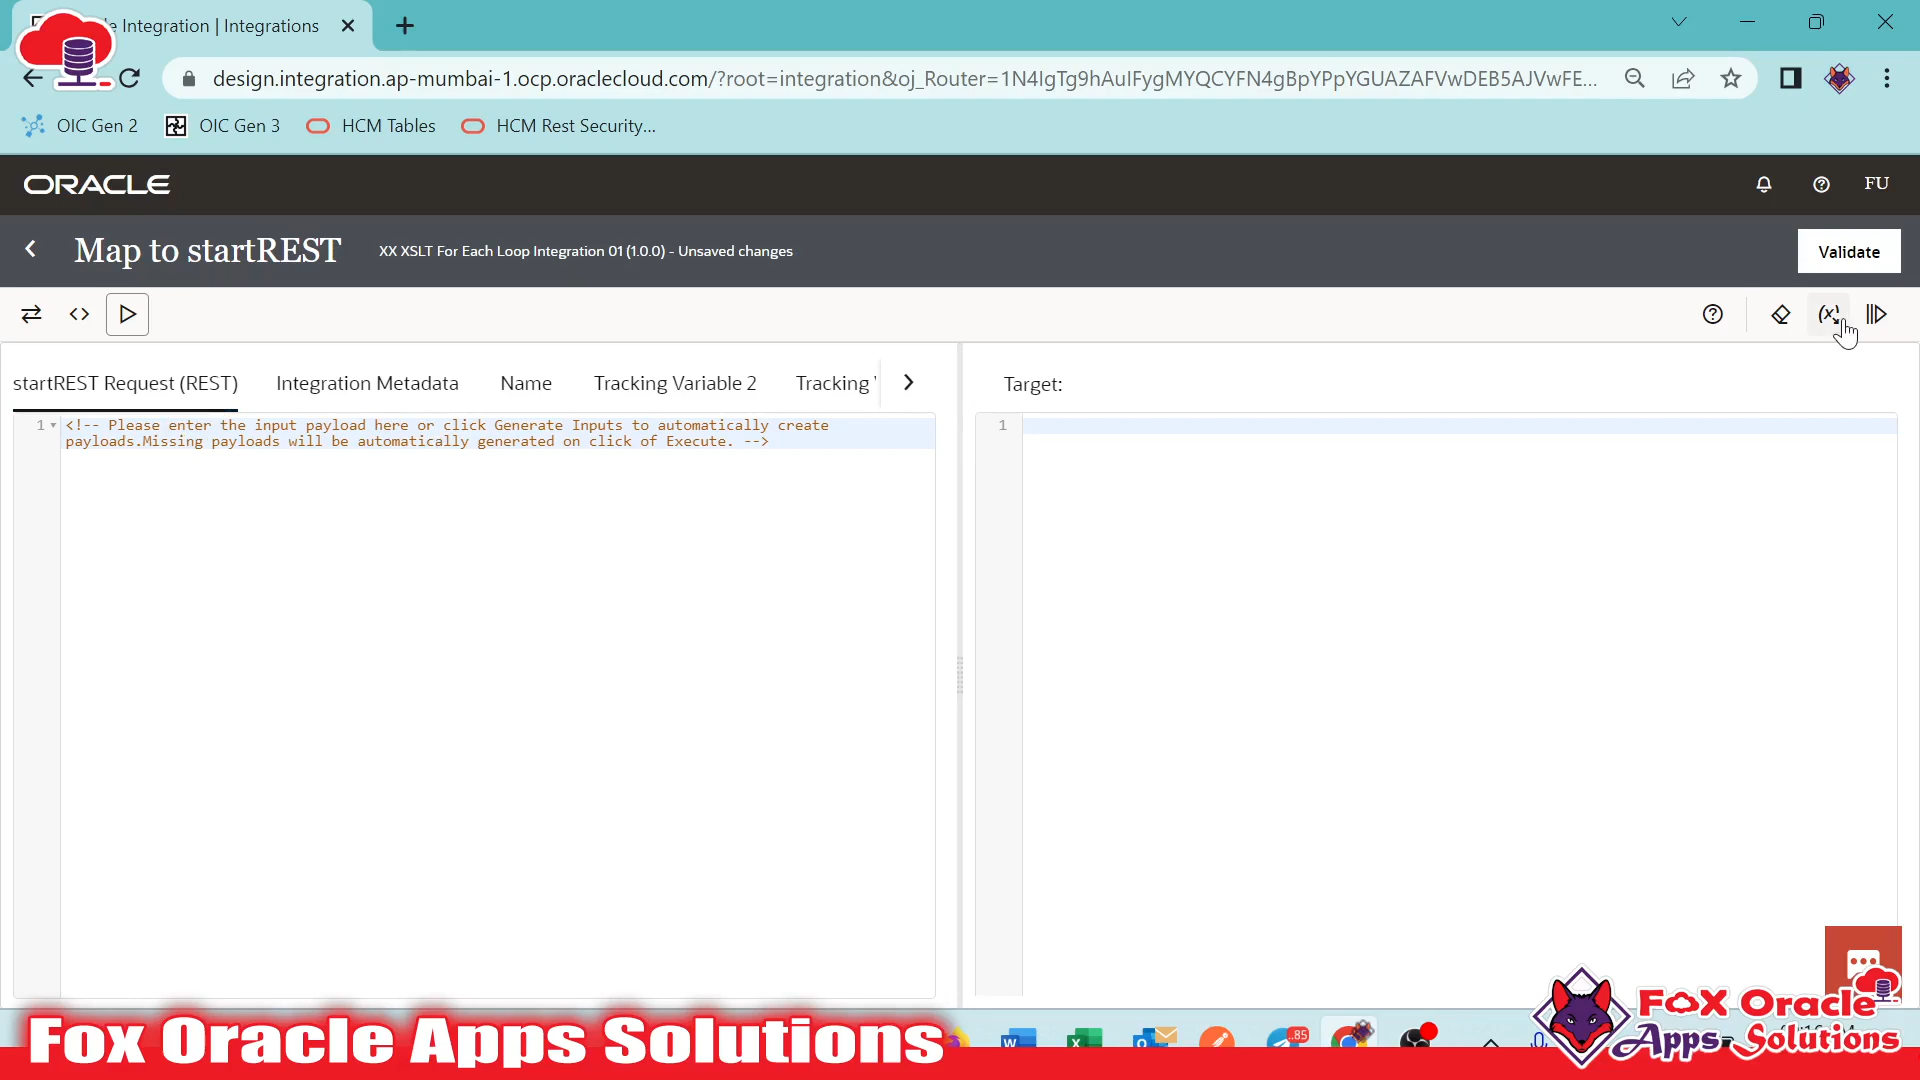 Integration | Integrations
design.integration.ap-mumbai-1.ocp.oraclecloud.com/?root=integration&oj_Router=1N4IgTg9hAuIFygMYQCYFN4gBpYPpYGUAZAFVwDEB5AJVwFE...
OIC Gen 2
OIC Gen 3
HCM Tables
HCM Rest Security...
ORACLE
FU
Map to startREST
XX XSLT For Each Loop Integration 01 (1.0.0) - Unsaved changes
Validate
startREST Request (REST)
Integration Metadata
Name
Tracking Variable 2
Tracking
Target:
1
<!-- Please enter the input payload here or click Generate Inputs to automatically create
payloads.Missing payloads will be automatically generated on click of Execute. -->
1
Fox Oracle Apps Solutions
85
FoX Oracle
Apps Solutions